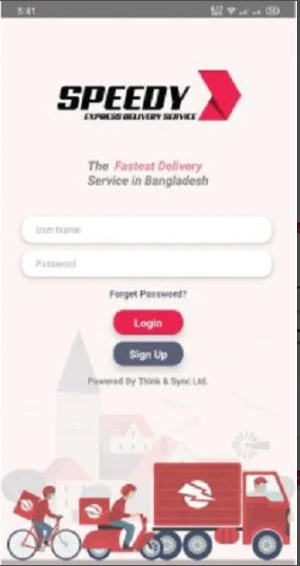 5:41
SPEEDY
EXPRESS DELIVERY SERVICE
The Fastest Delivery
Service in Bangladesh
User Name
Password
Forget Password?
Login
Sign Up
Powered By Think & Sync Ltd.